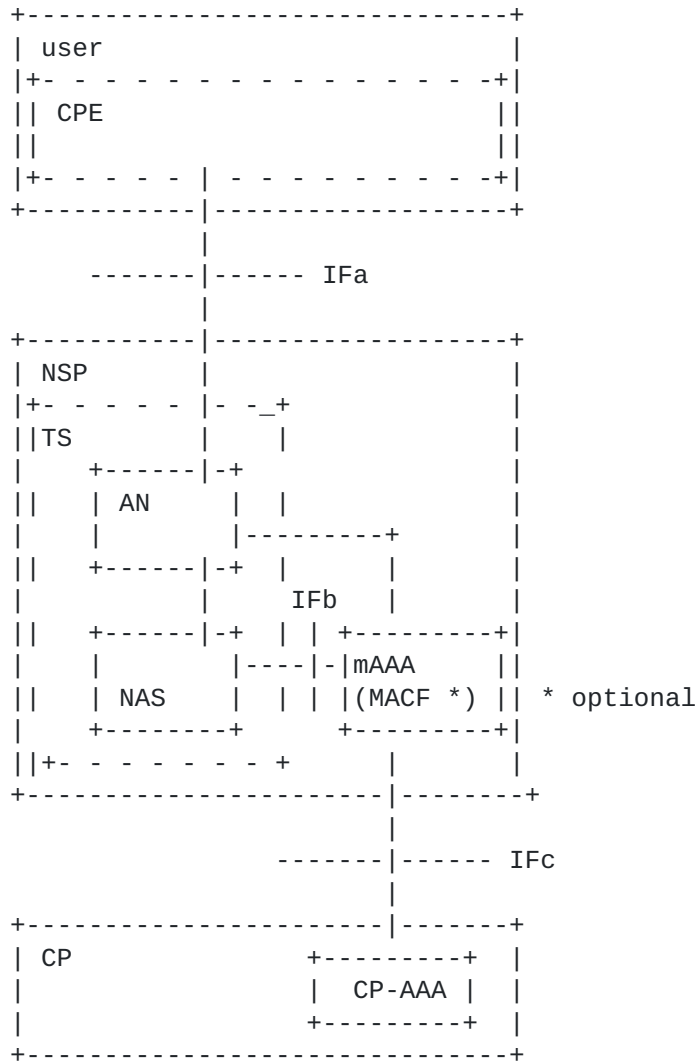 user
CPE
IFa
NSP
TS
AN
IFb
mAAA
NAS (MACF *) * optional
IFc
CP
CP-AAA